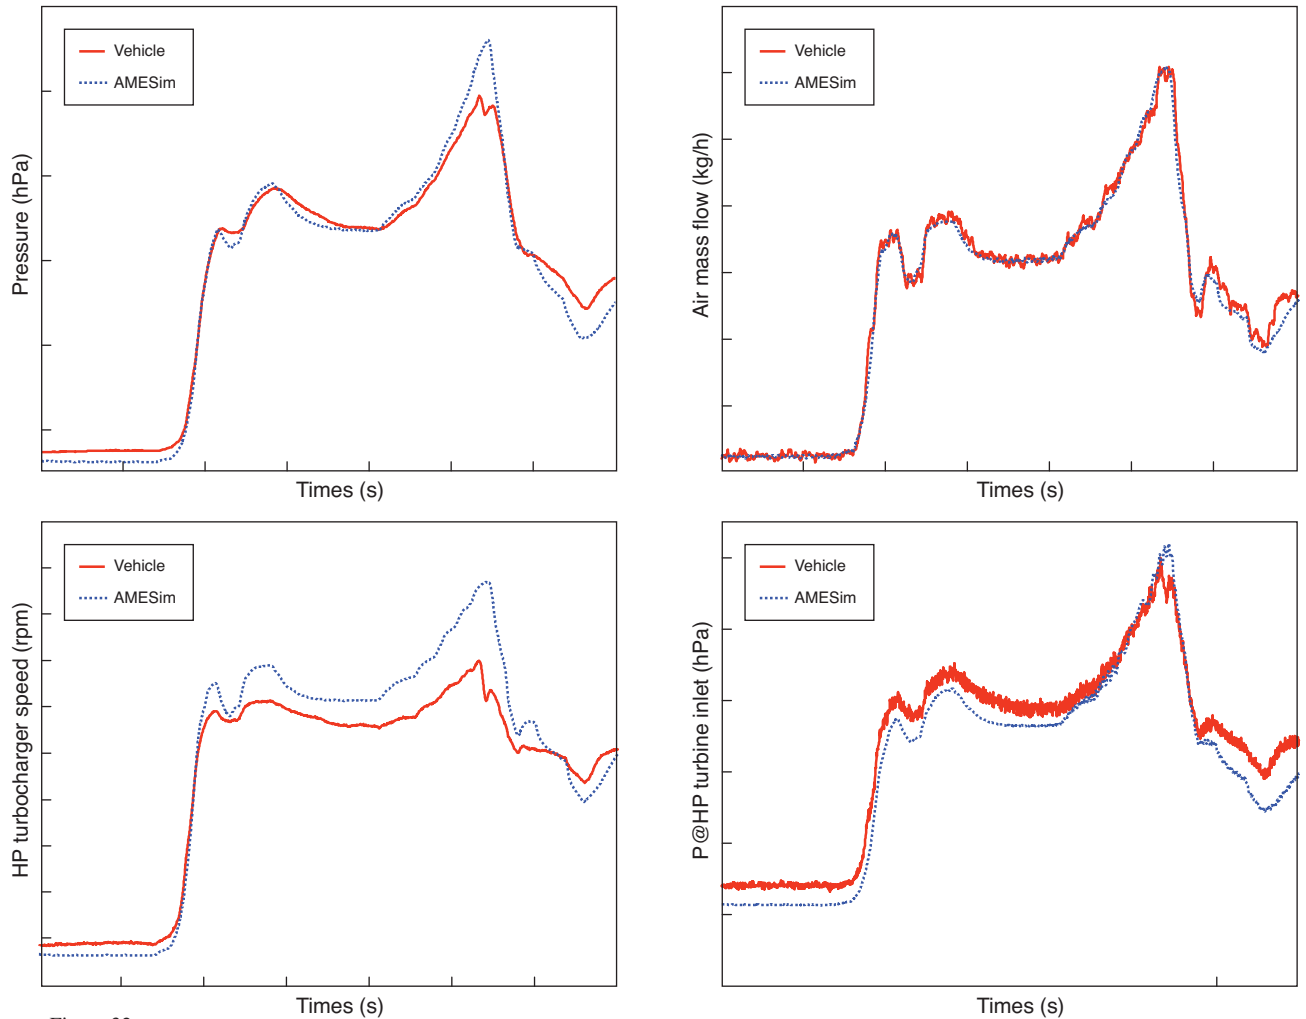 Vehicle
AMESim
Pressure (hPa)
Times (s)
Vehicle
AMESim
Air mass flow (kg/h)
Times (s)
Vehicle
AMESim
HP turbocharger speed (rpm)
Times (s)
Vehicle
AMESim
P@HP turbine inlet (hPa)
Times (s)